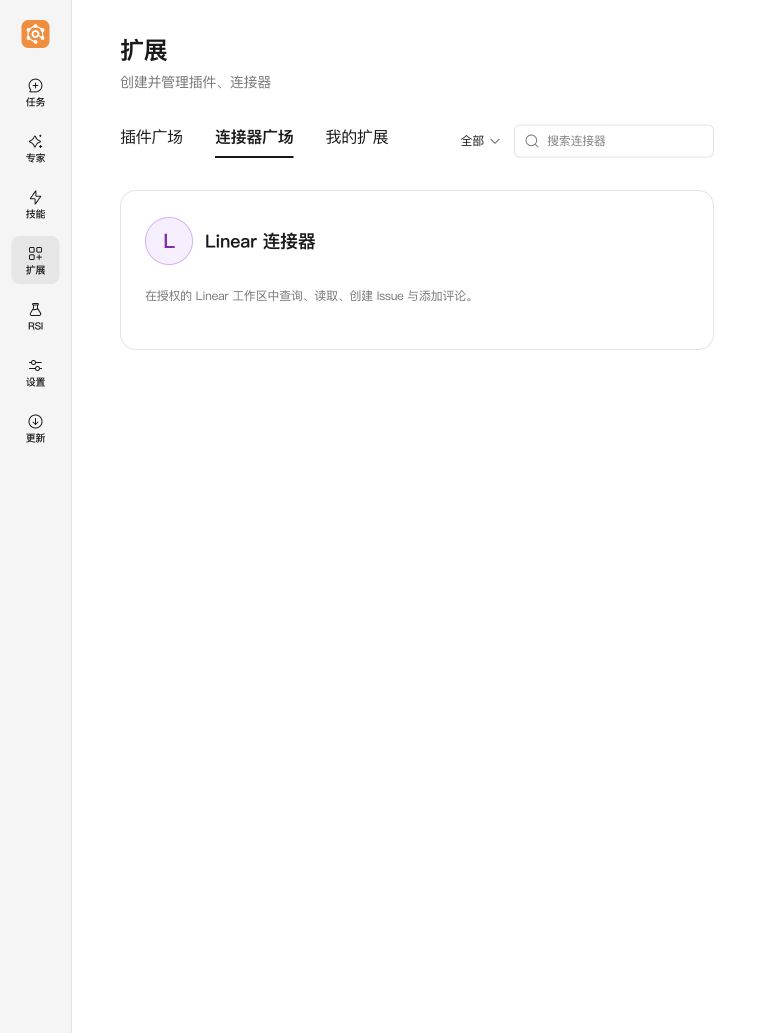 扩展
创建并管理插件、连接器
插件广场 连接器广场 我的扩展 全部 搜索连接器
任务
专家
技能
扩展
RSI
设置
更新
L Linear 连接器
在授权的 Linear 工作区中查询、读取、创建 Issue 与添加评论。